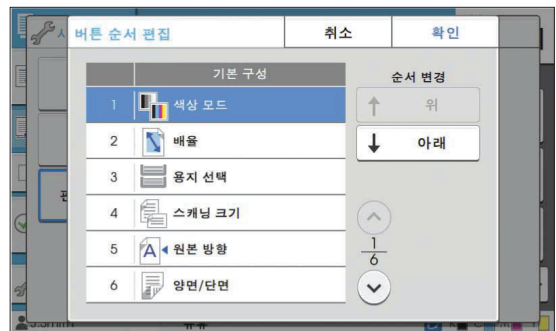 버튼 순서 편집
취소
확인
기본 구성
순서 변경
1 색상 모드
2 배율
3 용지 선택
4 스캐닝 크기
5 원본 방향
6 양면/단면
위
아래
1
6